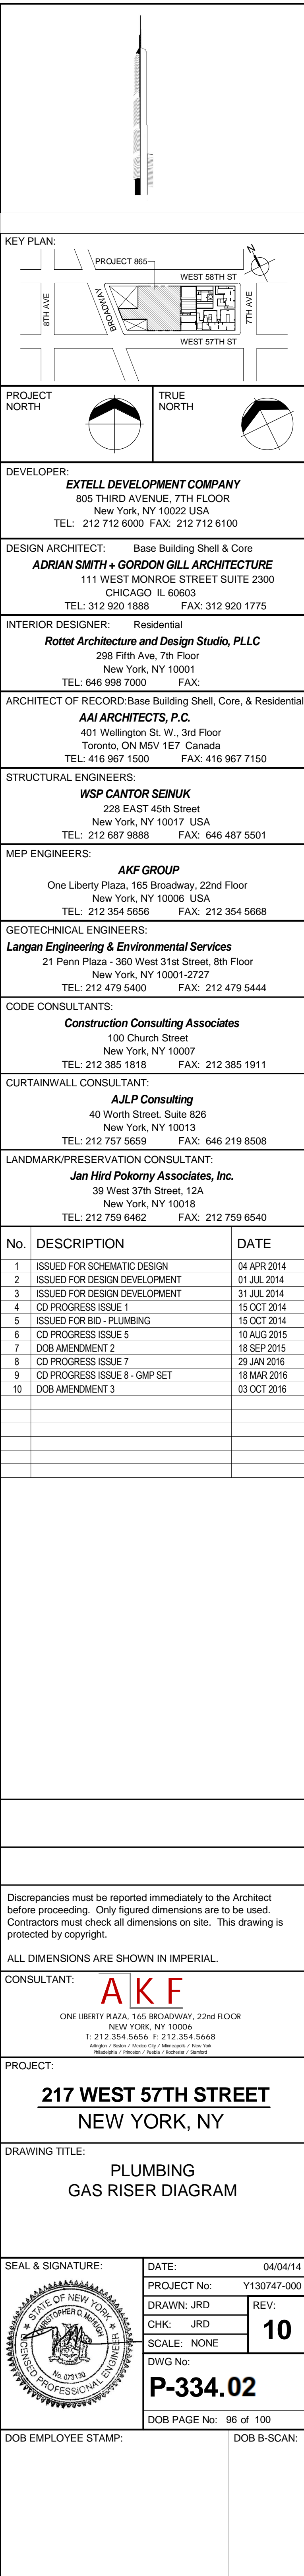 KEY PLAN:
PROJECT 865
N
WEST 58TH ST
8TH AVE
BROADWAY
7TH AVE
WEST 57TH ST
PROJECT
NORTH
TRUE
NORTH
DEVELOPER:
EXTELL DEVELOPMENT COMPANY
805 THIRD AVENUE, 7TH FLOOR
New York, NY 10022 USA
TEL: 212 712 6000 FAX: 212 712 6100
DESIGN ARCHITECT: Base Building Shell & Core
ADRIAN SMITH + GORDON GILL ARCHITECTURE
111 WEST MONROE STREET SUITE 2300
CHICAGO IL 60603
TEL: 312 920 1888 FAX: 312 920 1775
INTERIOR DESIGNER: Residential
Rottet Architecture and Design Studio, PLLC
298 Fifth Ave, 7th Floor
New York, NY 10001
TEL: 646 998 7000 FAX:
ARCHITECT OF RECORD:Base Building Shell, Core, & Residential
AAI ARCHITECTS, P.C.
401 Wellington St. W., 3rd Floor
Toronto, ON M5V 1E7 Canada
TEL: 416 967 1500 FAX: 416 967 7150
STRUCTURAL ENGINEERS:
WSP CANTOR SEINUK
228 EAST 45th Street
New York, NY 10017 USA
TEL: 212 687 9888 FAX: 646 487 5501
MEP ENGINEERS:
AKF GROUP
One Liberty Plaza, 165 Broadway, 22nd Floor
New York, NY 10006 USA
TEL: 212 354 5656 FAX: 212 354 5668
GEOTECHNICAL ENGINEERS:
Langan Engineering & Environmental Services
21 Penn Plaza - 360 West 31st Street, 8th Floor
New York, NY 10001-2727
TEL: 212 479 5400 FAX: 212 479 5444
CODE CONSULTANTS:
Construction Consulting Associates
100 Church Street
New York, NY 10007
TEL: 212 385 1818 FAX: 212 385 1911
CURTAINWALL CONSULTANT:
AJLP Consulting
40 Worth Street. Suite 826
New York, NY 10013
TEL: 212 757 5659 FAX: 646 219 8508
LANDMARK/PRESERVATION CONSULTANT:
Jan Hird Pokorny Associates, Inc.
39 West 37th Street, 12A
New York, NY 10018
TEL: 212 759 6462 FAX: 212 759 6540
No. DESCRIPTION DATE
1 ISSUED FOR SCHEMATIC DESIGN 04 APR 2014
2 ISSUED FOR DESIGN DEVELOPMENT 01 JUL 2014
3 ISSUED FOR DESIGN DEVELOPMENT 31 JUL 2014
4 CD PROGRESS ISSUE 1 15 OCT 2014
5 ISSUED FOR BID - PLUMBING 15 OCT 2014
6 CD PROGRESS ISSUE 5 10 AUG 2015
7 DOB AMENDMENT 2 18 SEP 2015
8 CD PROGRESS ISSUE 7 29 JAN 2016
9 CD PROGRESS ISSUE 8 - GMP SET 18 MAR 2016
10 DOB AMENDMENT 3 03 OCT 2016
Discrepancies must be reported immediately to the Architect
before proceeding. Only figured dimensions are to be used.
Contractors must check all dimensions on site. This drawing is
protected by copyright.
ALL DIMENSIONS ARE SHOWN IN IMPERIAL.
CONSULTANT:
AKF
ONE LIBERTY PLAZA, 165 BROADWAY, 22nd FLOOR
NEW YORK, NY 10006
T: 212.354.5656 F: 212.354.5668
Arlington / Boston / Mexico City / Minneapolis / New York
Philadelphia / Princeton / Puebla / Rochester / Stamford
PROJECT:
217 WEST 57TH STREET
NEW YORK, NY
DRAWING TITLE:
PLUMBING
GAS RISER DIAGRAM
SEAL & SIGNATURE:
STATE OF NEW YORK
CHRISTOPHER O. McHUGH
No. 073130
LICENSED PROFESSIONAL ENGINEER
DATE: 04/04/14
PROJECT No: Y130747-000
DRAWN: JRD
REV:
10
CHK: JRD
SCALE: NONE
DWG No:
P-334.02
DOB PAGE No: 96 of 100
DOB EMPLOYEE STAMP:
DOB B-SCAN: